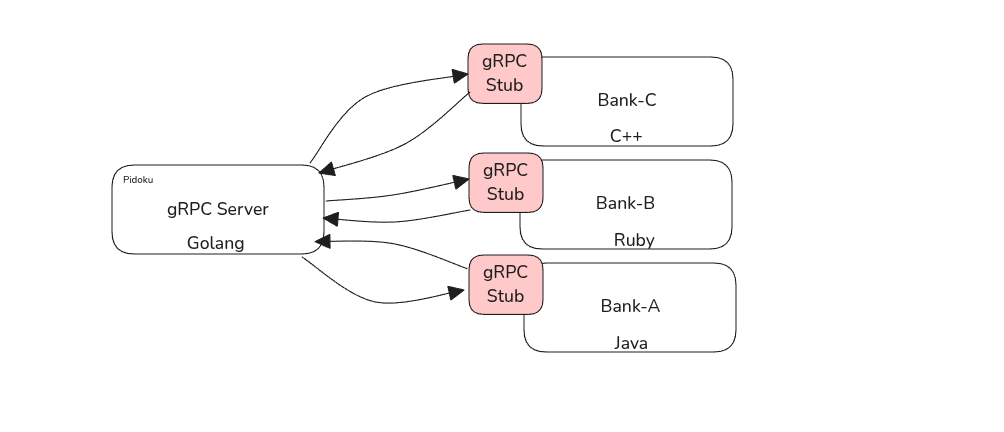 gRPC
Stub
Bank-C
C++
Pidoku
gRPC Server
Golang
gRPC
Stub
Bank-B
Ruby
gRPC
Stub
Bank-A
Java